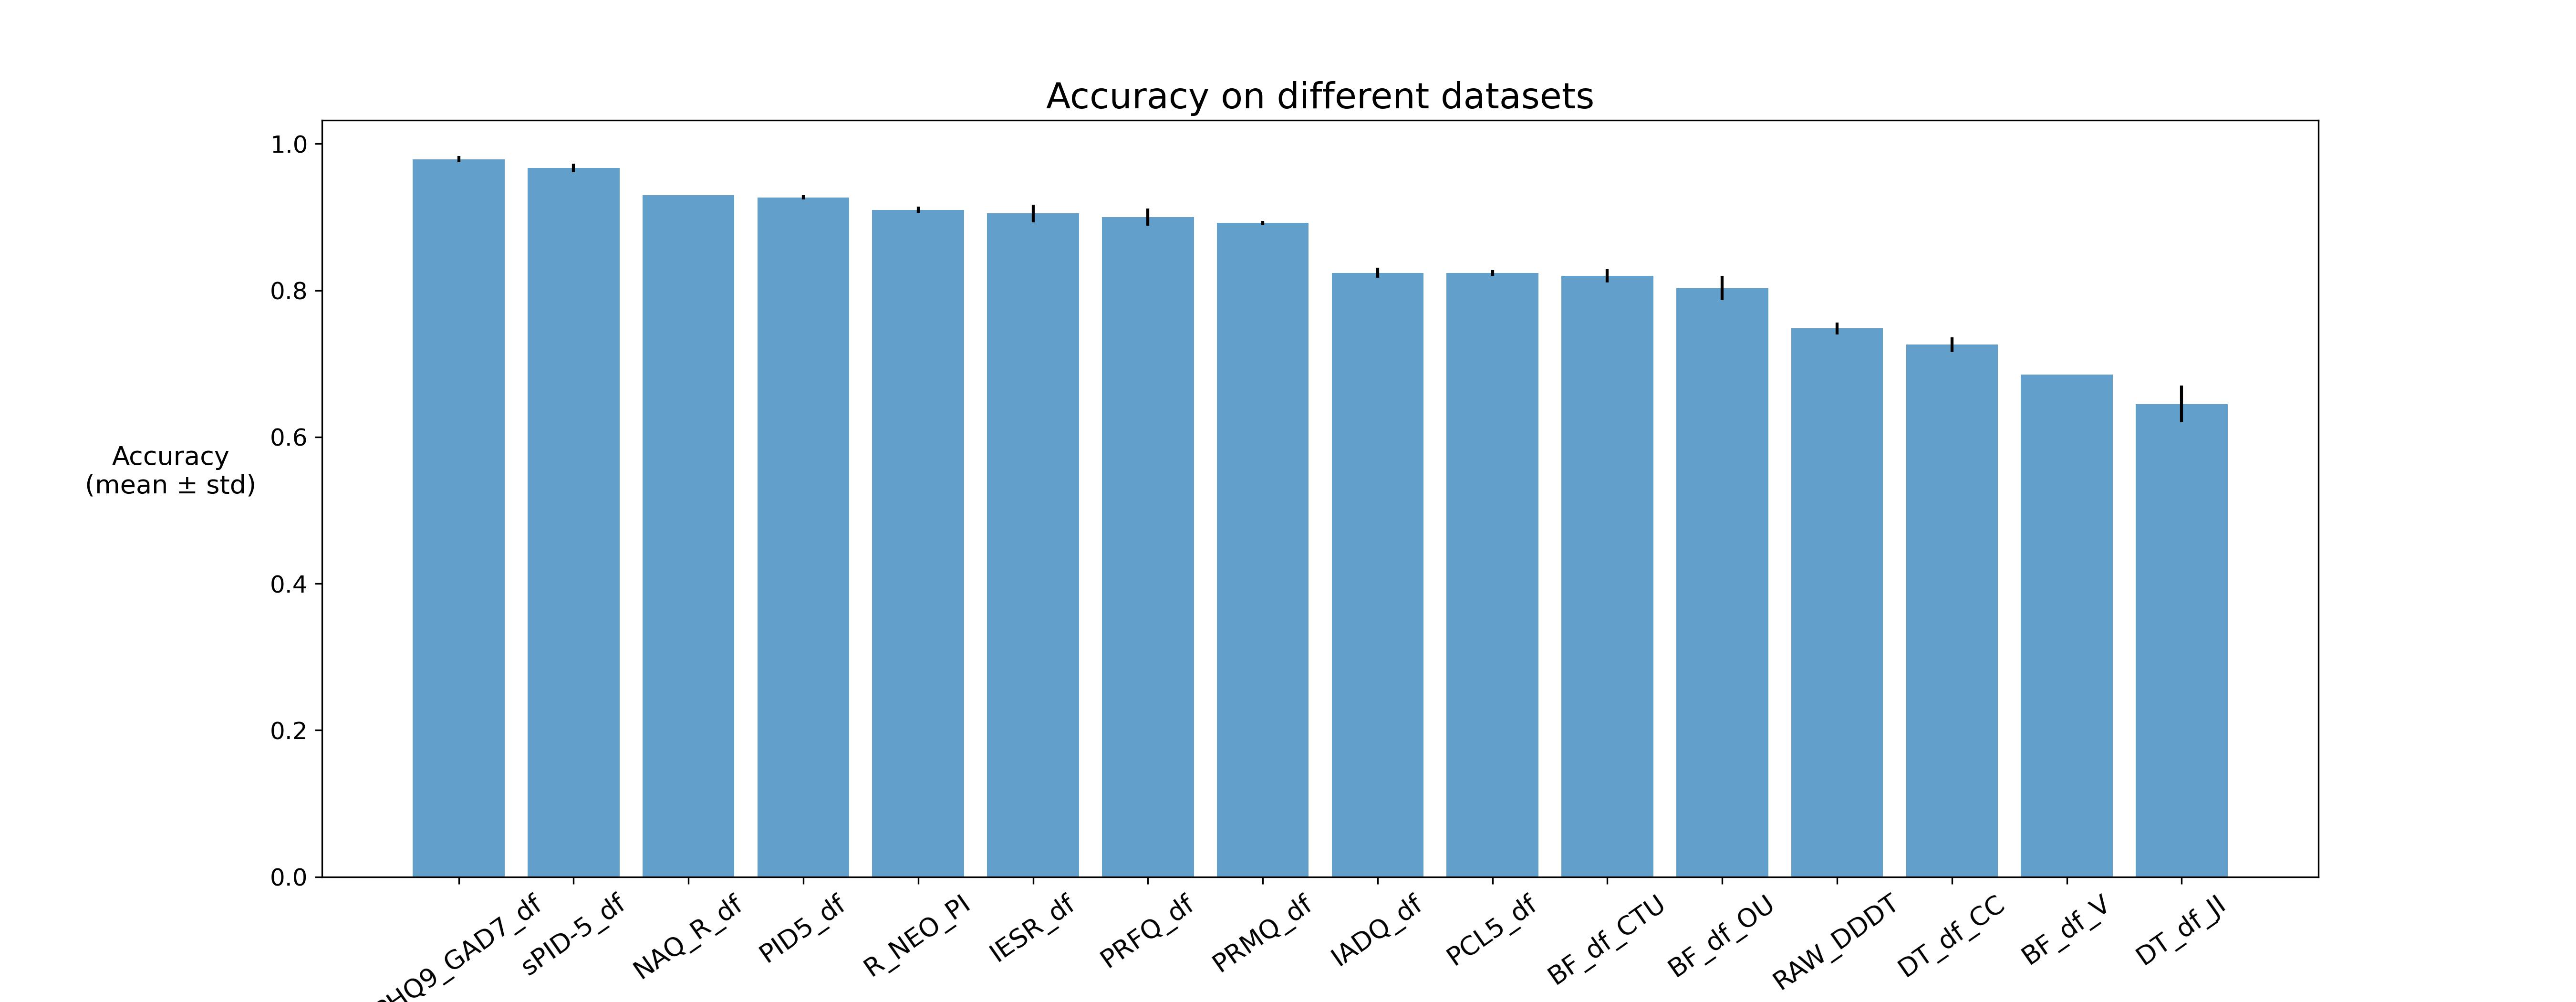 Accuracy on different datasets
1.0
0.8
0.6
0.4
0.2
0.0
Accuracy
(mean ± std)
sPID-5_df
NAQ_R_df
PID5_df
R_NEO_PI
IESR_df
PRFQ_df
PRMQ_df
IADQ_df
PCL5_df
BF_df_CTU
BF_df_OU
RAW_DDDT
DT_df_CC
BF_df_V
DT_df_JI